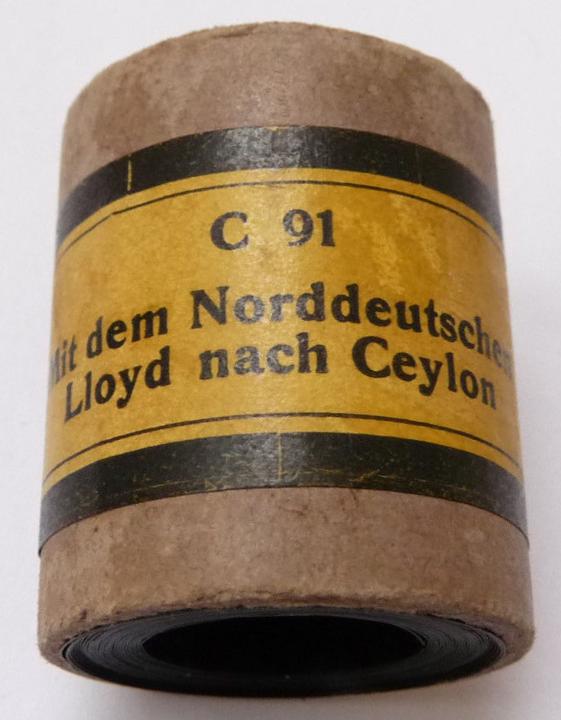 C 91
Mit dem Norddeutschen
Lloyd nach Ceylon